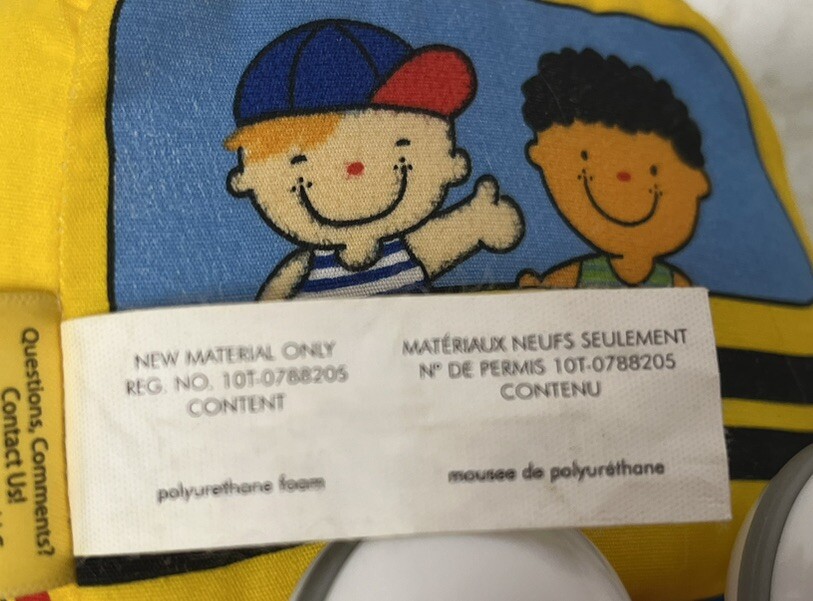 NEW MATERIAL ONLY
REG. NO. 10T-0788205
CONTENT
polyurethane foam
MATÉRIAUX NEUFS SEULEMENT
Nº DE PERMIS 10T-0788205
CONTENU
mousee de polyuréthane
Questions, Comments?
Contact Us!